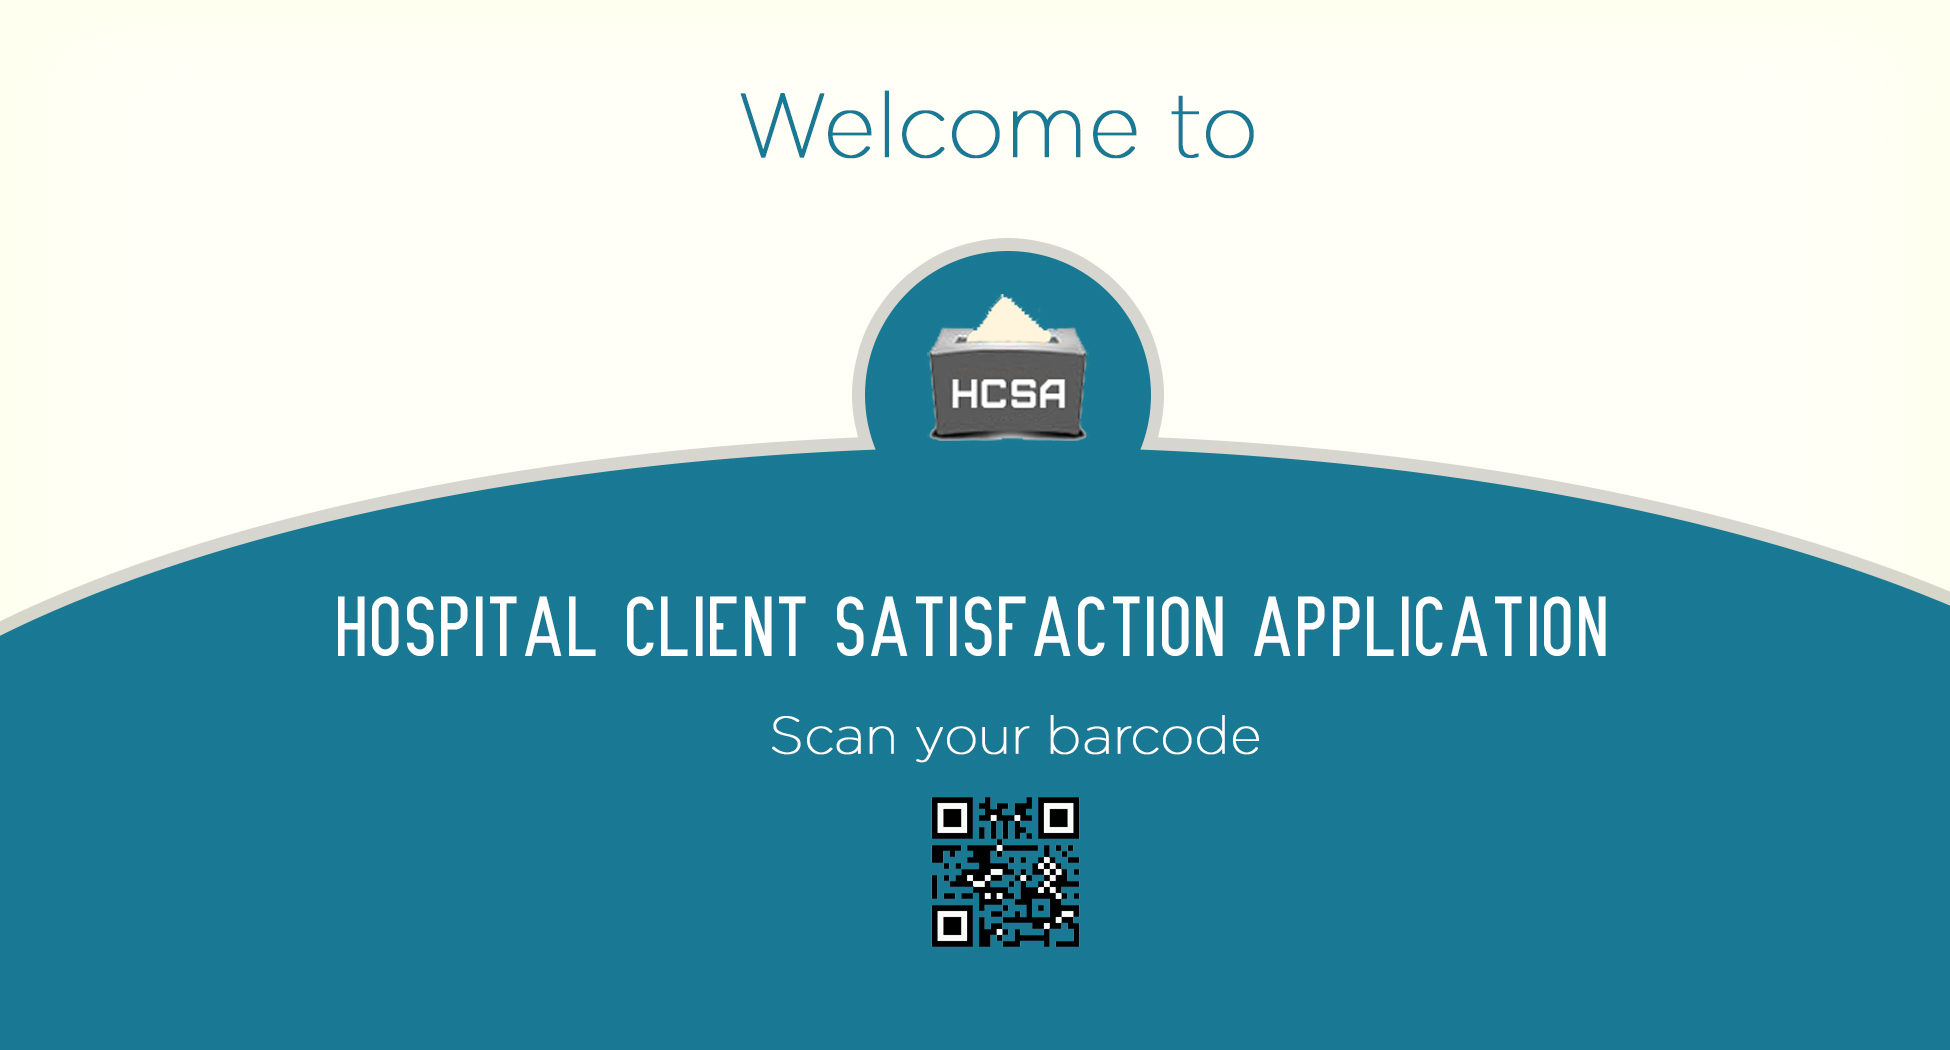 Welcome to
HCSA
HOSPITAL CLIENT SATISFACTION APPLICATION
Scan your barcode